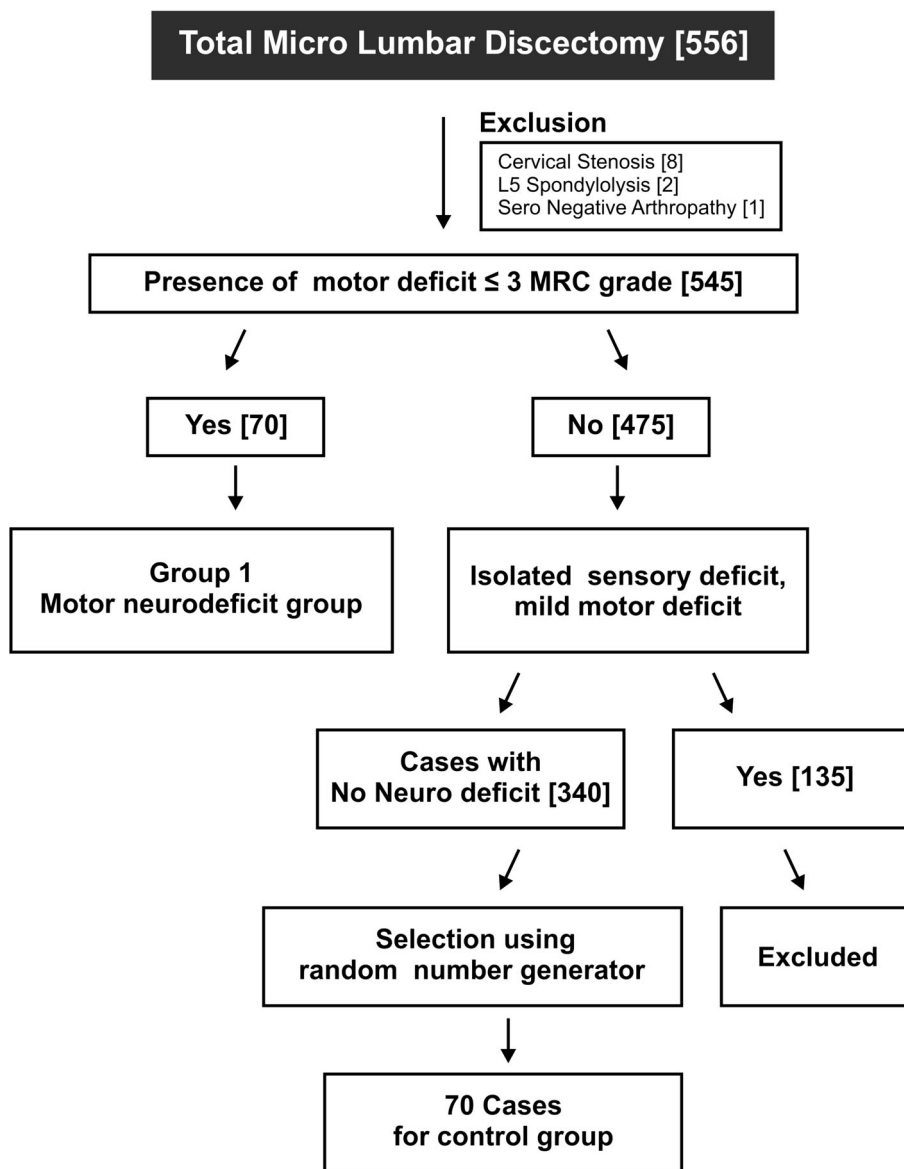 Total Micro Lumbar Discectomy [556]
Exclusion
Cervical Stenosis [8]
L5 Spondylolysis [2]
Sero Negative Arthropathy [1]
Presence of motor deficit ≤ 3 MRC grade [545]
Yes [70]
No [475]
Group 1
Motor neurodeficit group
Isolated sensory deficit,
mild motor deficit
Cases with
No Neuro deficit [340]
Yes [135]
Selection using
random number generator
Excluded
70 Cases
for control group